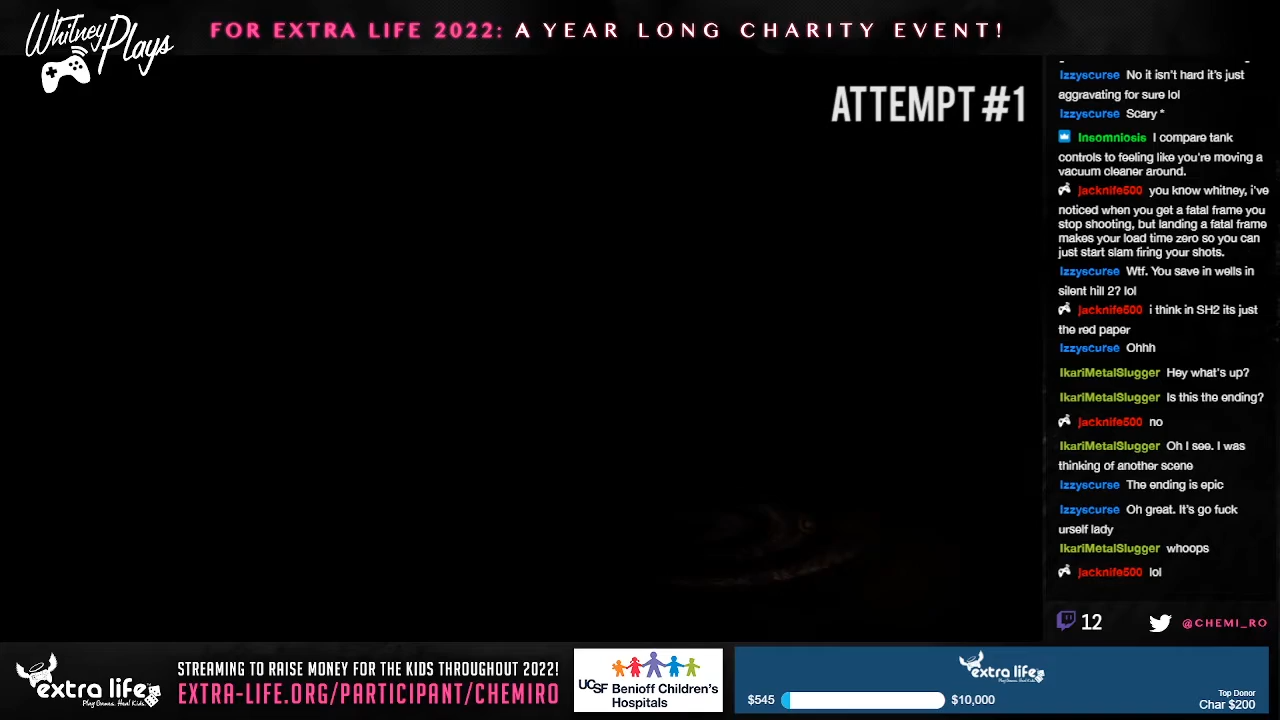 Whitney Plays
FOR EXTRA LIFE 2022: A YEAR LONG CHARITY EVENT!
ATTEMPT #1
Izzyscurse No it isn't hard it's just
aggravating for sure lol
Izzyscurse Scary *
Insomniosis I compare tank
controls to feeling like you're moving a
vacuum cleaner around.
jacknife500 you know whitney, i've
noticed when you get a fatal frame you
stop shooting, but landing a fatal frame
makes your load time zero so you can
just start slam firing your shots.
Izzyscurse Wtf. You save in wells in
silent hill 2? lol
jacknife500 i think in SH2 its just
the red paper
Izzyscurse Ohhh
IkariMetalSlugger Hey what's up?
IkariMetalSlugger Is this the ending?
jacknife500 no
IkariMetalSlugger Oh I see. I was
thinking of another scene
Izzyscurse The ending is epic
Izzyscurse Oh great. It's go fuck
urself lady
IkariMetalSlugger whoops
jacknife500 lol
12
@CHEMI_RO
extra life
Play Games. Heal Kids.
STREAMING TO RAISE MONEY FOR THE KIDS THROUGHOUT 2022!
EXTRA-LIFE.ORG/PARTICIPANT/CHEMIRO
UCSF Benioff Children's
Hospitals
extra life
$545
$10,000
Top Donor
Char $200